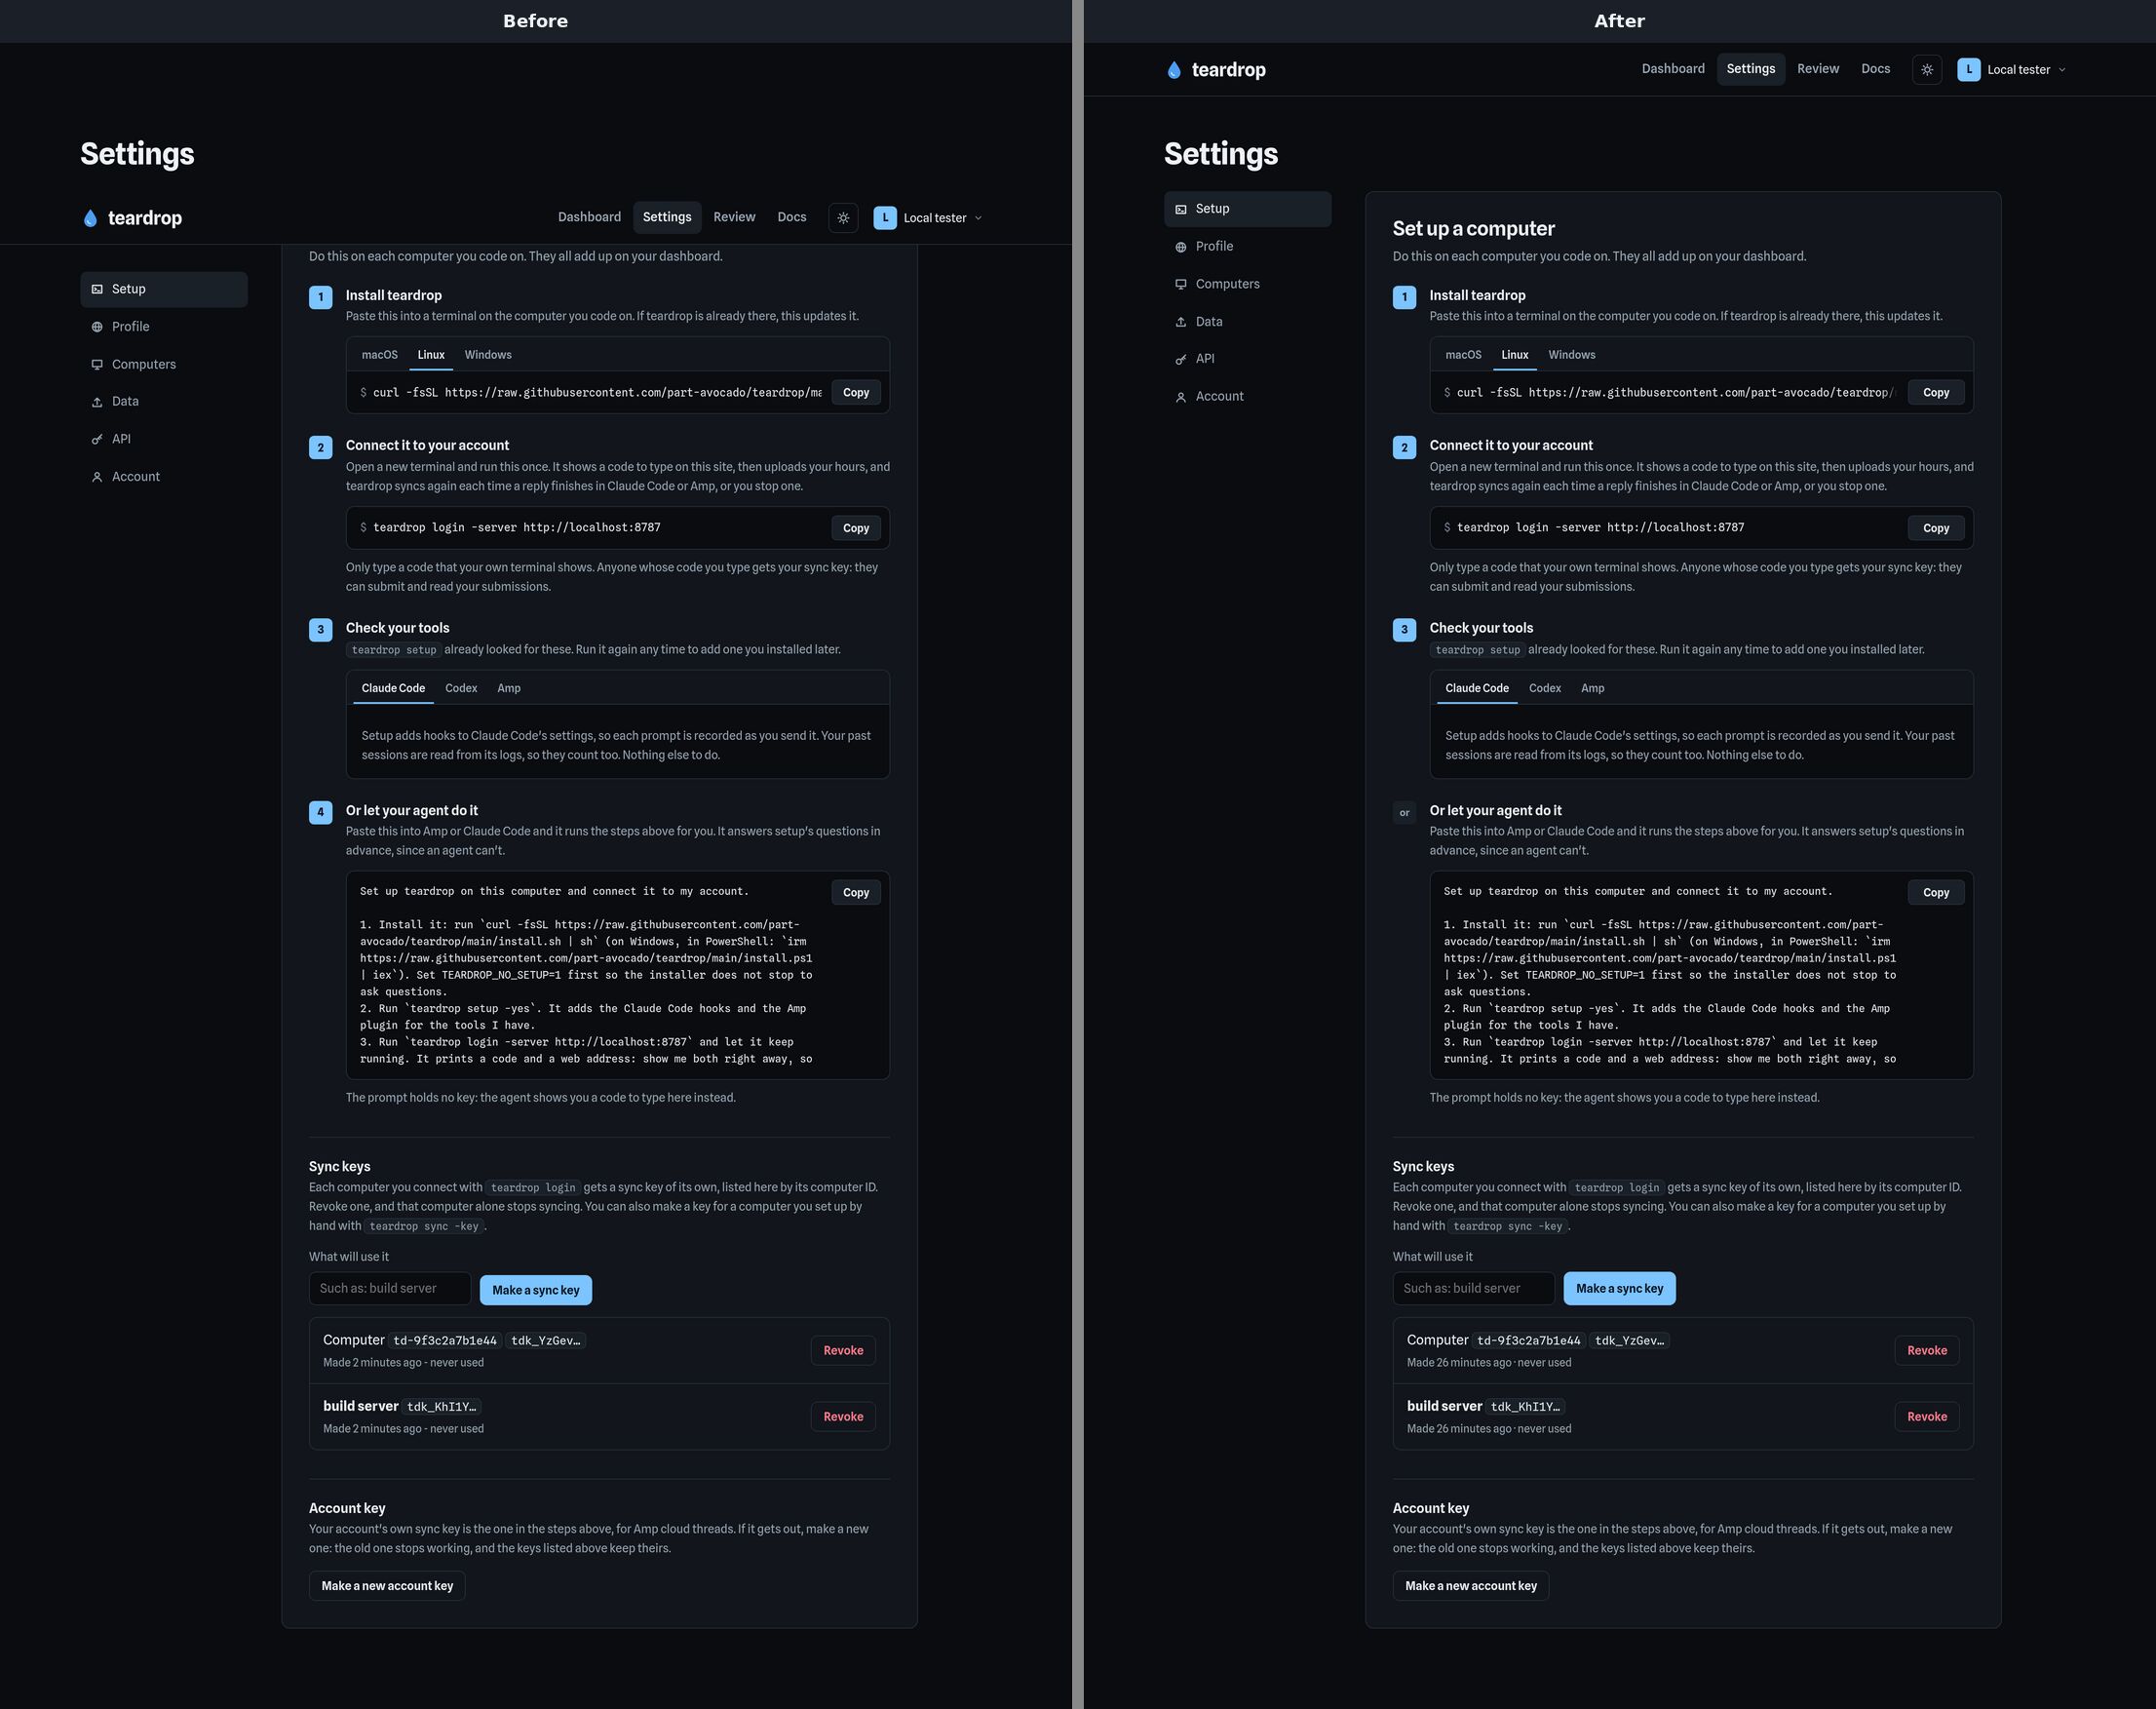 Before
Settings
teardrop
Dashboard Settings Review Docs L Local tester
Setup
Profile
Computers
Data
API
Account
Do this on each computer you code on. They all add up on your dashboard.
1 Install teardrop
Paste this into a terminal on the computer you code on. If teardrop is already there, this updates it.
macOS Linux Windows
$ curl -fsSL https://raw.githubusercontent.com/part-avocado/teardrop/ma Copy
2 Connect it to your account
Open a new terminal and run this once. It shows a code to type on this site, then uploads your hours, and
teardrop syncs again each time a reply finishes in Claude Code or Amp, or you stop one.
$ teardrop login -server http://localhost:8787 Copy
Only type a code that your own terminal shows. Anyone whose code you type gets your sync key: they
can submit and read your submissions.
3 Check your tools
teardrop setup already looked for these. Run it again any time to add one you installed later.
Claude Code Codex Amp
Setup adds hooks to Claude Code's settings, so each prompt is recorded as you send it. Your past
sessions are read from its logs, so they count too. Nothing else to do.
4 Or let your agent do it
Paste this into Amp or Claude Code and it runs the steps above for you. It answers setup's questions in
advance, since an agent can't.
Set up teardrop on this computer and connect it to my account. Copy
1. Install it: run `curl -fsSL https://raw.githubusercontent.com/part-
avocado/teardrop/main/install.sh | sh` (on Windows, in PowerShell: `irm
https://raw.githubusercontent.com/part-avocado/teardrop/main/install.ps1
| iex`). Set TEARDROP_NO_SETUP=1 first so the installer does not stop to
ask questions.
2. Run `teardrop setup -yes`. It adds the Claude Code hooks and the Amp
plugin for the tools I have.
3. Run `teardrop login -server http://localhost:8787` and let it keep
running. It prints a code and a web address: show me both right away, so
The prompt holds no key: the agent shows you a code to type here instead.
Sync keys
Each computer you connect with teardrop login gets a sync key of its own, listed here by its computer ID.
Revoke one, and that computer alone stops syncing. You can also make a key for a computer you set up by
hand with teardrop sync -key.
What will use it
Such as: build server Make a sync key
Computer td-9f3c2a7b1e44 tdk_YzGev… Revoke
Made 2 minutes ago - never used
build server tdk_KhI1Y… Revoke
Made 2 minutes ago - never used
Account key
Your account's own sync key is the one in the steps above, for Amp cloud threads. If it gets out, make a new
one: the old one stops working, and the keys listed above keep theirs.
Make a new account key
After
teardrop
Dashboard Settings Review Docs L Local tester
Settings
Setup
Profile
Computers
Data
API
Account
Set up a computer
Do this on each computer you code on. They all add up on your dashboard.
1 Install teardrop
Paste this into a terminal on the computer you code on. If teardrop is already there, this updates it.
macOS Linux Windows
$ curl -fsSL https://raw.githubusercontent.com/part-avocado/teardrop/ Copy
2 Connect it to your account
Open a new terminal and run this once. It shows a code to type on this site, then uploads your hours, and
teardrop syncs again each time a reply finishes in Claude Code or Amp, or you stop one.
$ teardrop login -server http://localhost:8787 Copy
Only type a code that your own terminal shows. Anyone whose code you type gets your sync key: they
can submit and read your submissions.
3 Check your tools
teardrop setup already looked for these. Run it again any time to add one you installed later.
Claude Code Codex Amp
Setup adds hooks to Claude Code's settings, so each prompt is recorded as you send it. Your past
sessions are read from its logs, so they count too. Nothing else to do.
or Or let your agent do it
Paste this into Amp or Claude Code and it runs the steps above for you. It answers setup's questions in
advance, since an agent can't.
Set up teardrop on this computer and connect it to my account. Copy
1. Install it: run `curl -fsSL https://raw.githubusercontent.com/part-
avocado/teardrop/main/install.sh | sh` (on Windows, in PowerShell: `irm
https://raw.githubusercontent.com/part-avocado/teardrop/main/install.ps1
| iex`). Set TEARDROP_NO_SETUP=1 first so the installer does not stop to
ask questions.
2. Run `teardrop setup -yes`. It adds the Claude Code hooks and the Amp
plugin for the tools I have.
3. Run `teardrop login -server http://localhost:8787` and let it keep
running. It prints a code and a web address: show me both right away, so
The prompt holds no key: the agent shows you a code to type here instead.
Sync keys
Each computer you connect with teardrop login gets a sync key of its own, listed here by its computer ID.
Revoke one, and that computer alone stops syncing. You can also make a key for a computer you set up by
hand with teardrop sync -key.
What will use it
Such as: build server Make a sync key
Computer td-9f3c2a7b1e44 tdk_YzGev… Revoke
Made 26 minutes ago · never used
build server tdk_KhI1Y… Revoke
Made 26 minutes ago · never used
Account key
Your account's own sync key is the one in the steps above, for Amp cloud threads. If it gets out, make a new
one: the old one stops working, and the keys listed above keep theirs.
Make a new account key